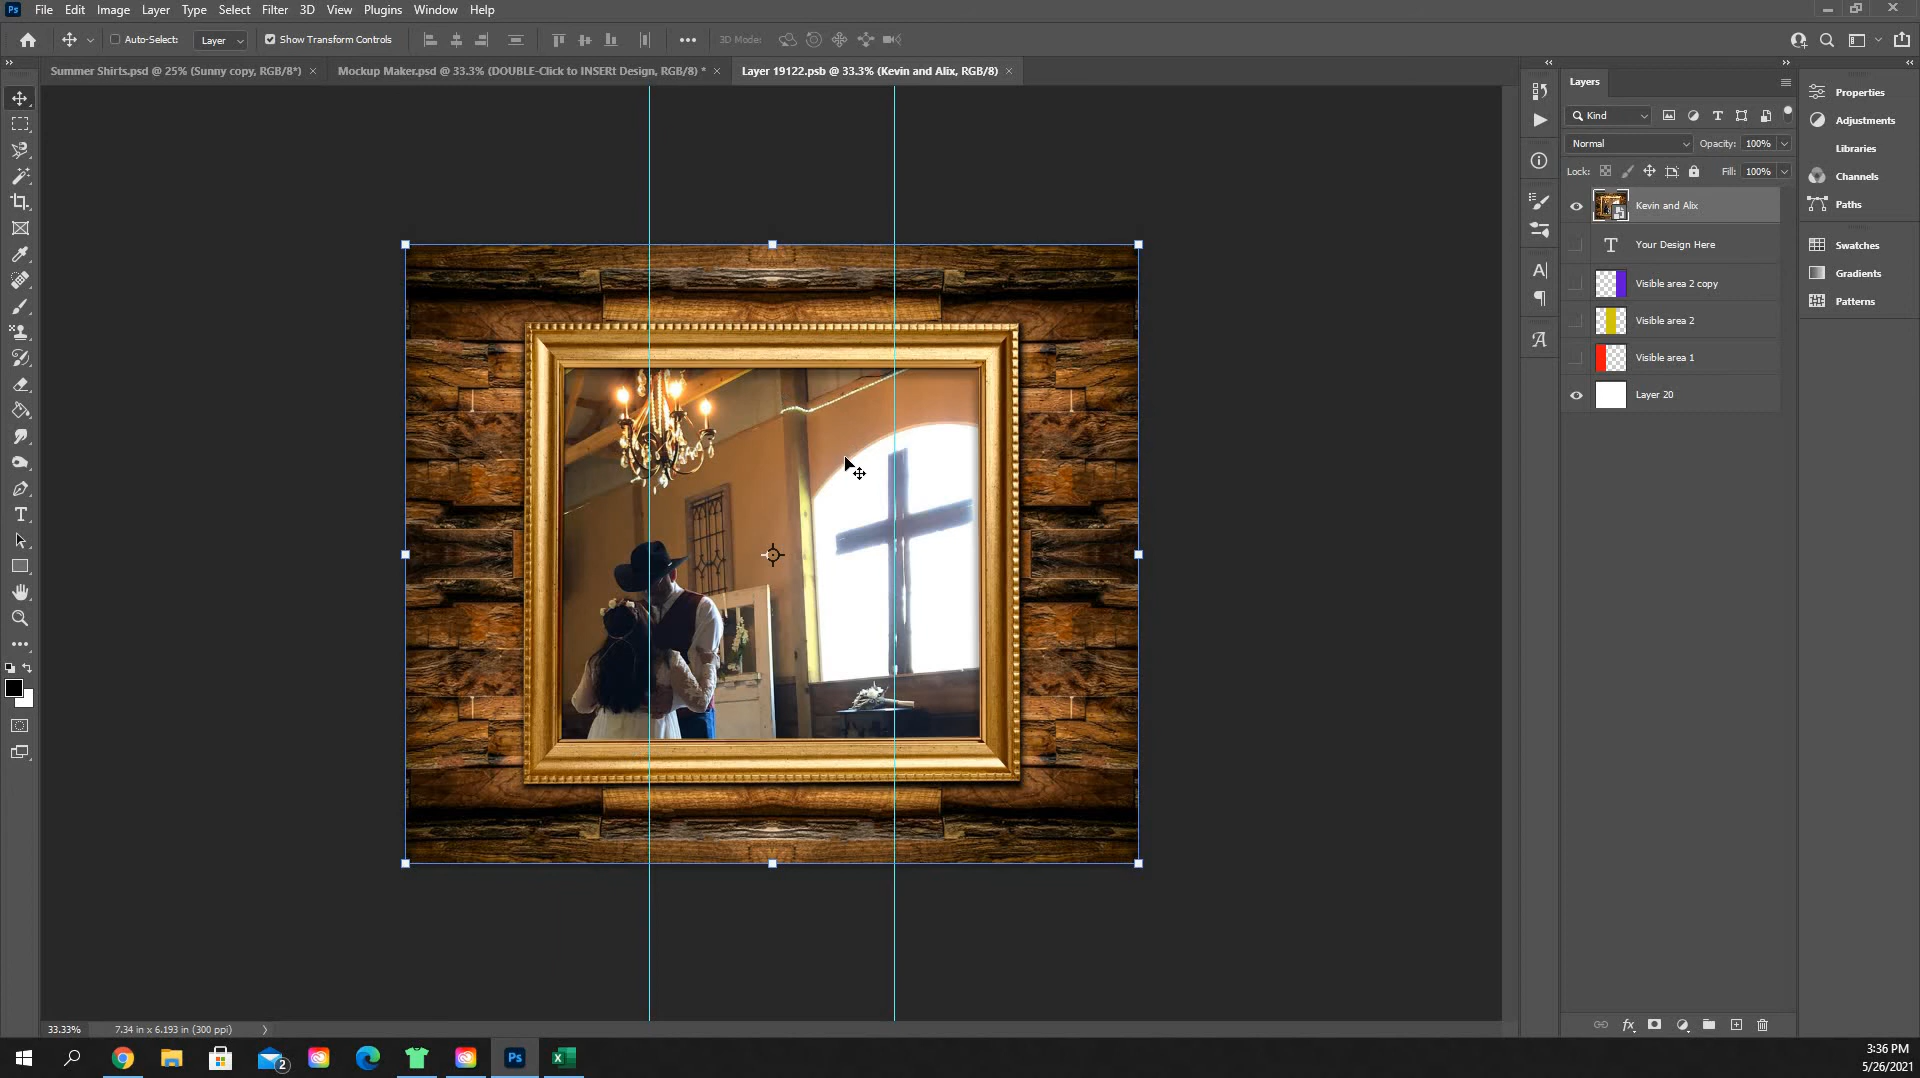 Ps File Edit Image Layer Type Select Filter 3D View Plugins Window Help
Auto-Select: Layer Show Transform Controls 3D Mode:
Summer Shirts.psd @ 25% (Sunny copy, RGB/8*) Mockup Maker.psd @ 33.3% (DOUBLE-Click to INSERt Design, RGB/8) * Layer 19122.psb @ 33.3% (Kevin and Alix, RGB/8)
Layers
Kind
Normal Opacity: 100%
Lock: Fill: 100%
Kevin and Alix
Your Design Here
Visible area 2 copy
Visible area 2
Visible area 1
Layer 20
Properties
Adjustments
Libraries
Channels
Paths
Swatches
Gradients
Patterns
33.33% 7.34 in x 6.193 in (300 ppi)
2
Ps
3:36 PM
5/26/2021